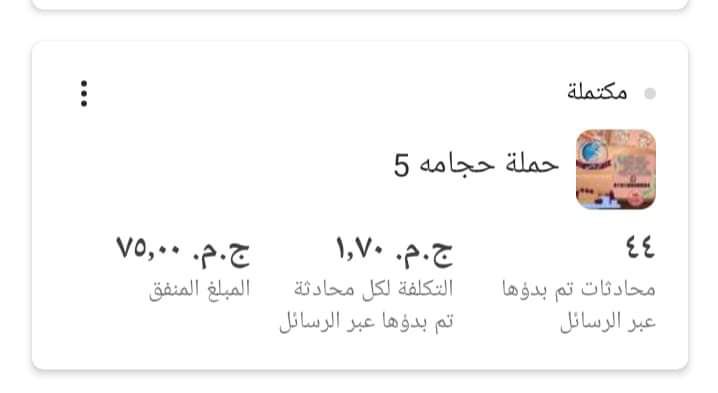 مكتملة
حملة حجامه 5
٤٤
محادثات تم بدؤها
عبر الرسائل
ج.م. ١,٧٠
التكلفة لكل محادثة
تم بدؤها عبر الرسائل
ج.م. ٧٥,٠٠
المبلغ المنفق